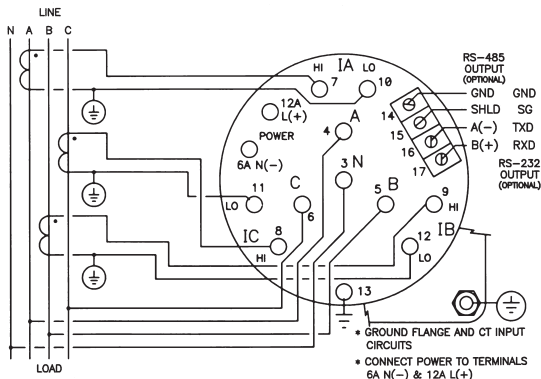 LINE
N A B C
HI IA LO
7 10
RS-485
OUTPUT
(OPTIONAL)
GND GND
SHLD SG
A(-) TXD
B(+) RXD
RS-232
OUTPUT
(OPTIONAL)
14
15
16
17
12A
L(+)
POWER
6A N(-)
A
4
3 N
C
6
B
5
11
LO
9
HI
8
IC
HI
12
IB
LO
13
* GROUND FLANGE AND CT INPUT
CIRCUITS
* CONNECT POWER TO TERMINALS
6A N(-) & 12A L(+)
LOAD